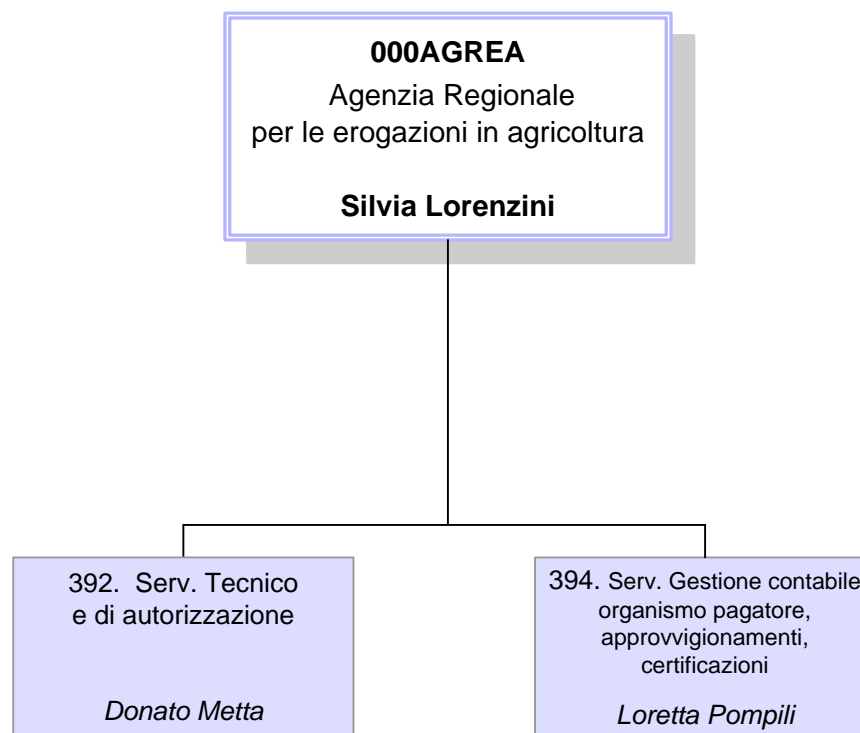 000AGREA
Agenzia Regionale
per le erogazioni in agricoltura
Silvia Lorenzini
392. Serv. Tecnico
e di autorizzazione
Donato Metta
394. Serv. Gestione contabile
organismo pagatore,
approvvigionamenti,
certificazioni
Loretta Pompili